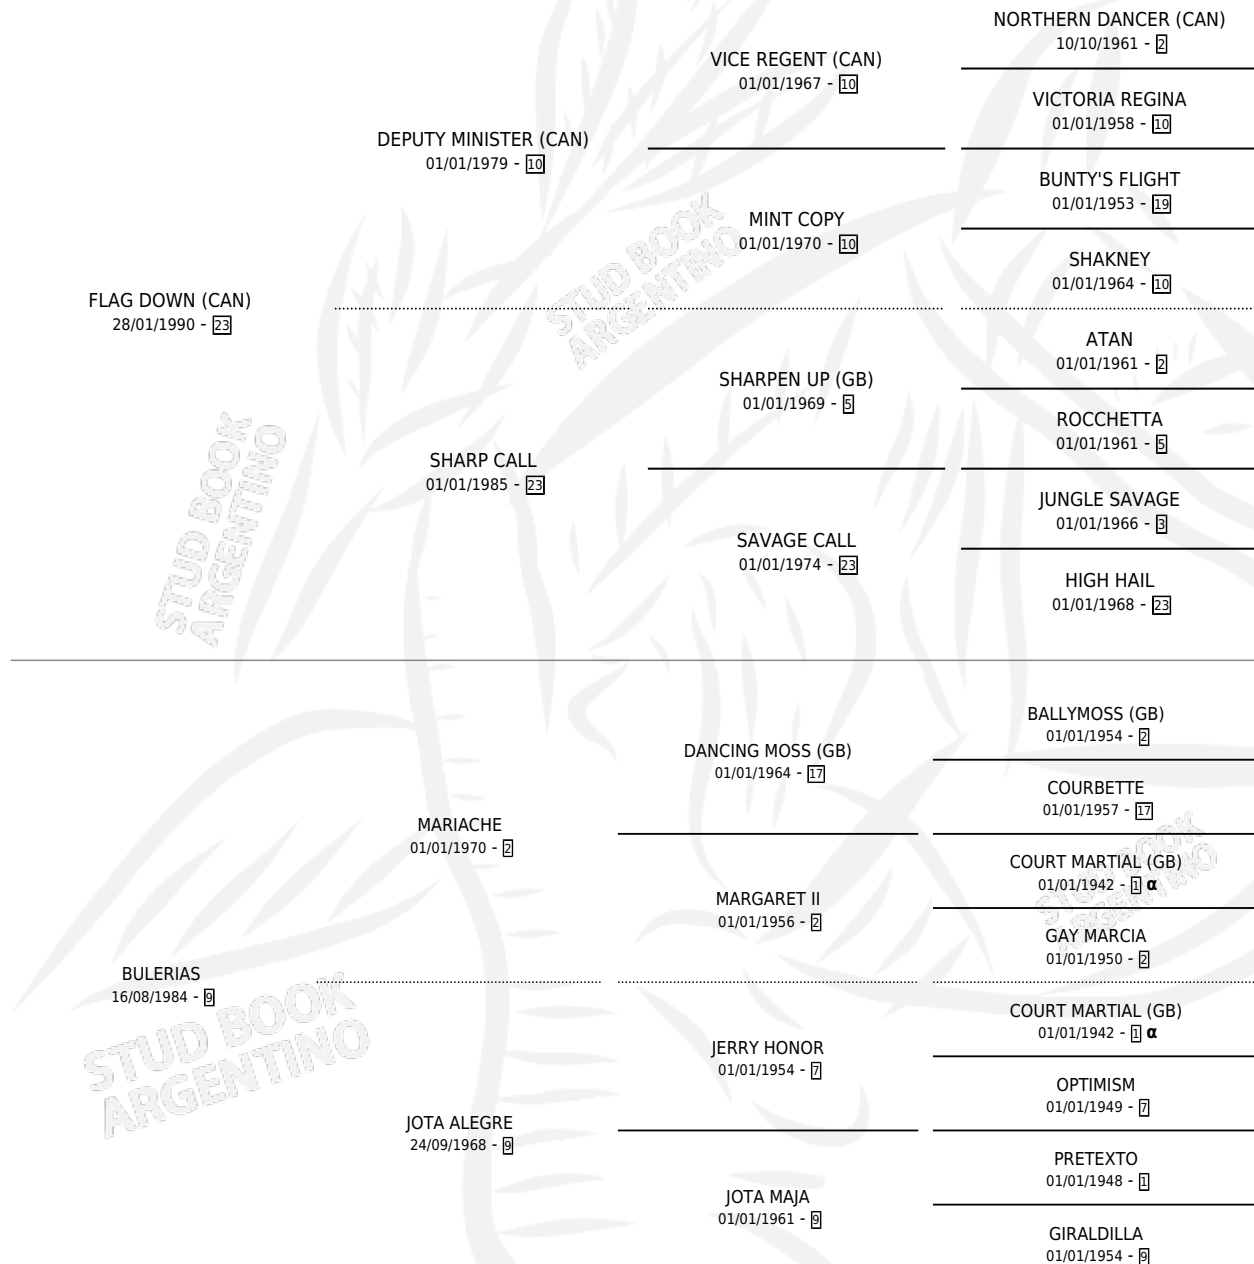 NORTHERN DANCER (CAN)
10/10/1961 - 2
VICE REGENT (CAN)
01/01/1967 - 10
VICTORIA REGINA
01/01/1958 - 10
DEPUTY MINISTER (CAN)
01/01/1979 - 10
BUNTY'S FLIGHT
01/01/1953 - 19
MINT COPY
01/01/1970 - 10
SHAKNEY
01/01/1964 - 10
FLAG DOWN (CAN)
28/01/1990 - 23
ATAN
01/01/1961 - 2
SHARPEN UP (GB)
01/01/1969 - 5
ROCCHETTA
01/01/1961 - 5
SHARP CALL
01/01/1985 - 23
JUNGLE SAVAGE
01/01/1966 - 3
SAVAGE CALL
01/01/1974 - 23
HIGH HAIL
01/01/1968 - 23
STUD BOOK
ARGENTINO
STUD BOOK
ARGENTINO
BALLYMOSS (GB)
01/01/1954 - 2
DANCING MOSS (GB)
01/01/1964 - 17
COURBETTE
01/01/1957 - 17
MARIACHE
01/01/1970 - 2
COURT MARTIAL (GB)
01/01/1942 - 1 α
MARGARET II
01/01/1956 - 2
GAY MARCIA
01/01/1950 - 2
BULERIAS
16/08/1984 - 9
COURT MARTIAL (GB)
01/01/1942 - 1 α
JERRY HONOR
01/01/1954 - 7
OPTIMISM
01/01/1949 - 7
JOTA ALEGRE
24/09/1968 - 9
PRETEXTO
01/01/1948 - 1
JOTA MAJA
01/01/1961 - 9
GIRALDILLA
01/01/1954 - 9
STUD BOOK
ARGENTINO
STUD BOOK
ARGENTINO